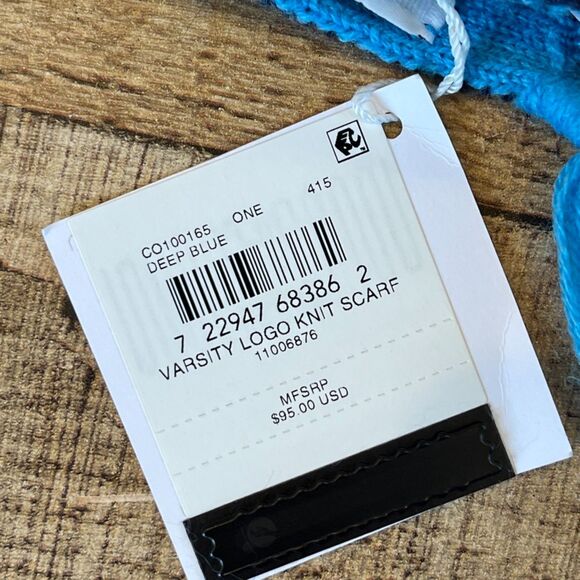 CO100165 ONE 415
DEEP BLUE
7 22947 68386 2
VARSITY LOGO KNIT SCARF
11006876
MFSRP
$95.00 USD